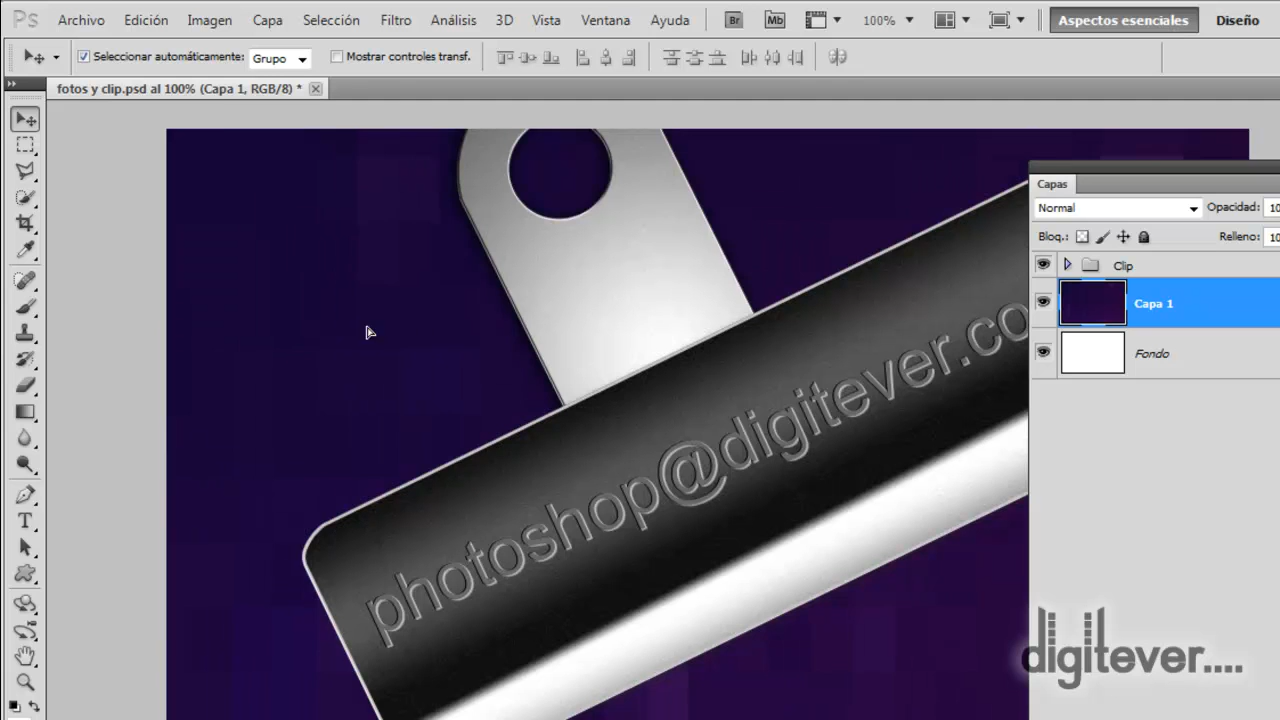 Ps Archivo Edición Imagen Capa Selección Filtro Análisis 3D Vista Ventana Ayuda Br Mb 100% Aspectos esenciales Diseño
Seleccionar automáticamente: Grupo Mostrar controles transf.
fotos y clip.psd al 100% (Capa 1, RGB/8) *
Capas
Normal Opacidad: 10
Bloq.: Relleno: 10
Clip
Capa 1
Fondo
photoshop@digitever.co
digitever....